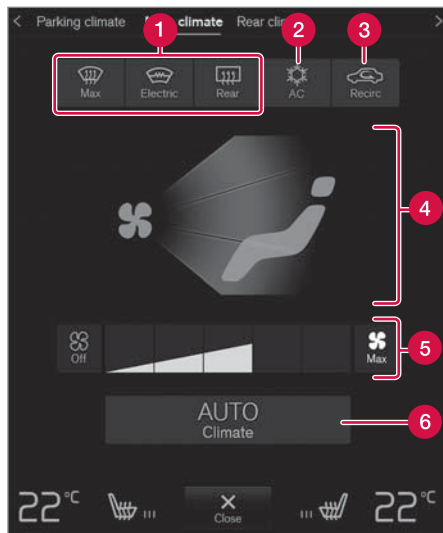 Parking climate climate Rear
1 2 3
Max Electric Rear AC Recirc
4
Off Max 5
AUTO
Climate
6
22°C 22°C
Close